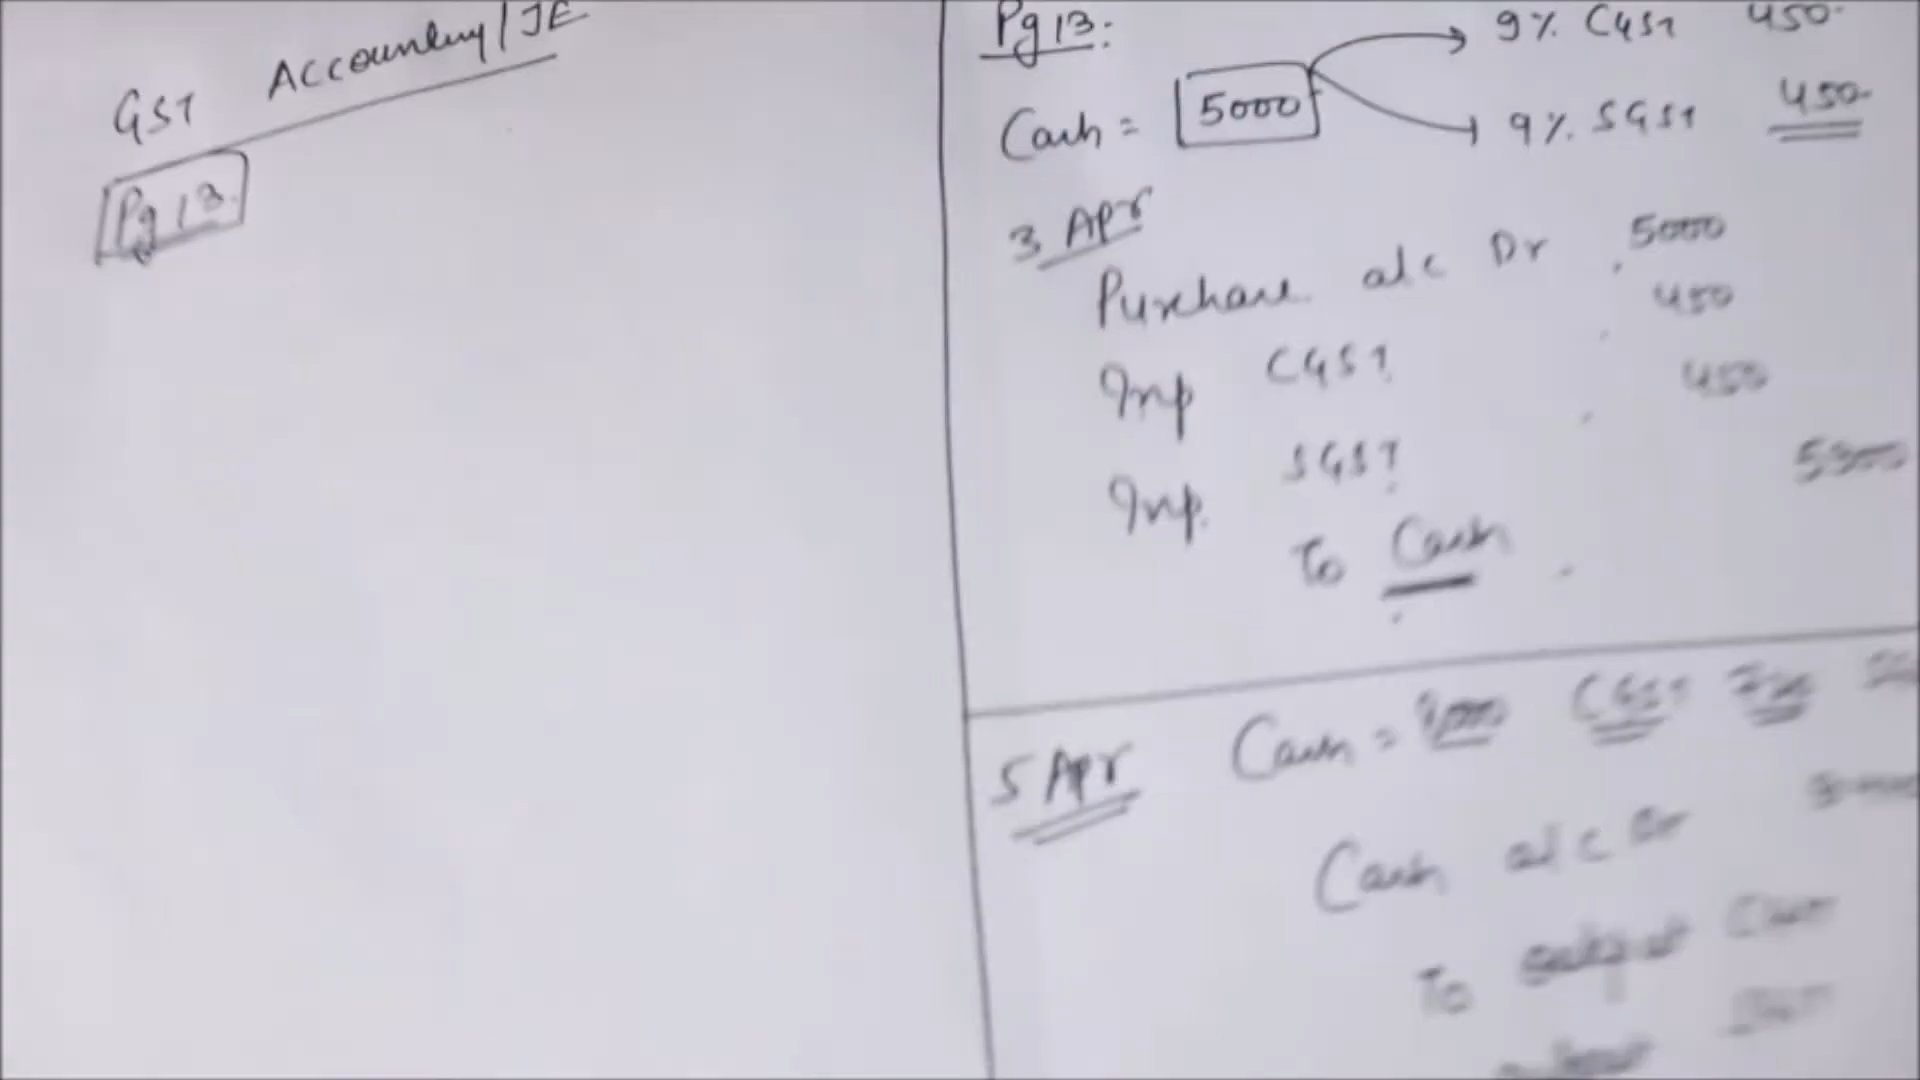 GST Accounting/JE
Pg 13.
Pg 13:
9% CGST 450
Cash = 5000
9% SGST 450
3 Apr
Purchase a/c Dr 5000
Inp CGST 450
Inp. SGST 450
To Cash 5900
5 Apr Cash = CGST
Cash a/c Dr
To